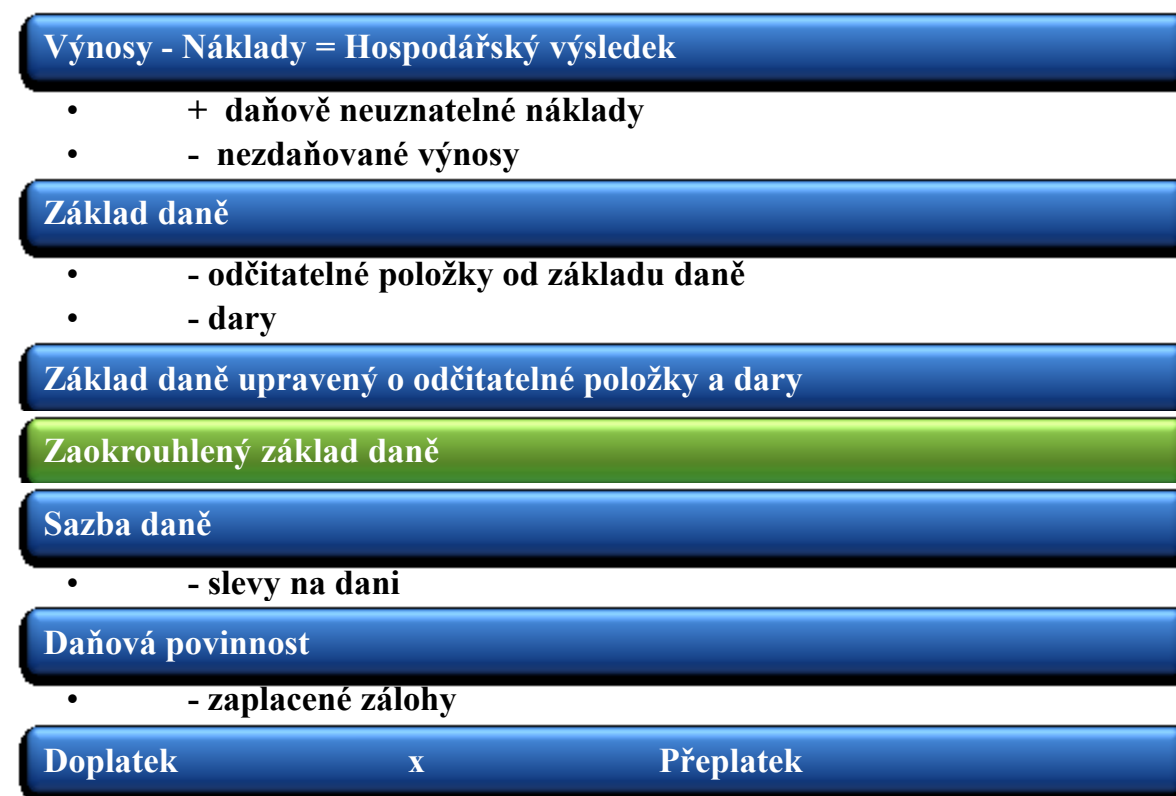 Výnosy - Náklady = Hospodářský výsledek
• + daňově neuznatelné náklady
• - nezdaňované výnosy
Základ daně
• - odčitatelné položky od základu daně
• - dary
Základ daně upravený o odčitatelné položky a dary
Zaokrouhlený základ daně
Sazba daně
• - slevy na dani
Daňová povinnost
• - zaplacené zálohy
Doplatek x Přeplatek